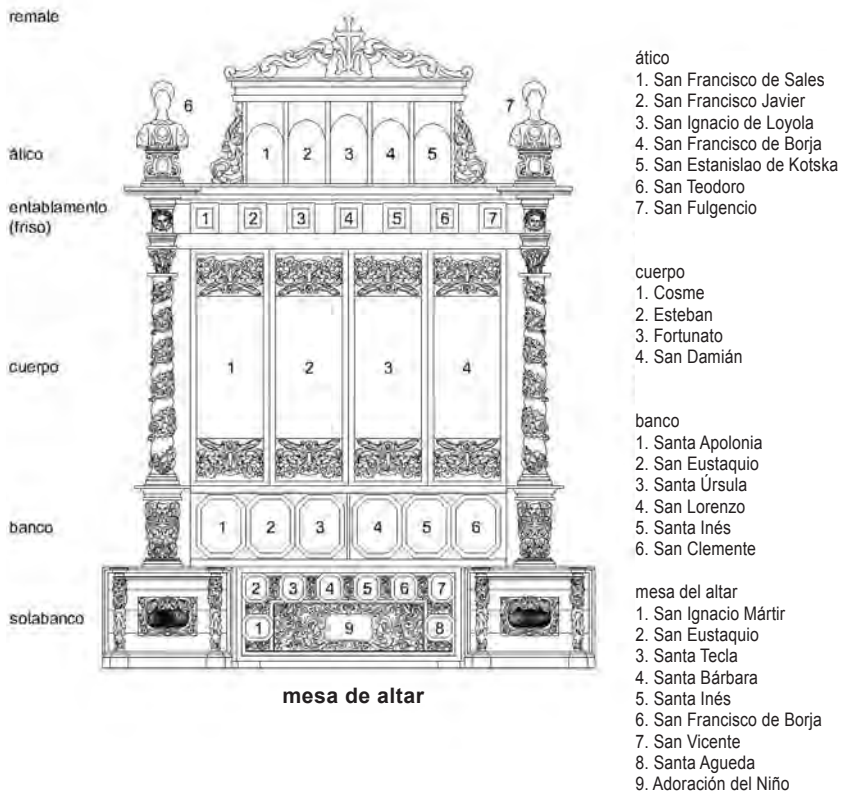 remate
6
7
ático
1 2 3 4 5
entablamento
(friso)
1 2 3 4 5 6 7
cuerpo
1 2 3 4
banco
1 2 3 4 5 6
sotabanco
2 3 4 5 6 7
1 9 8
mesa de altar
ático
1. San Francisco de Sales
2. San Francisco Javier
3. San Ignacio de Loyola
4. San Francisco de Borja
5. San Estanislao de Kotska
6. San Teodoro
7. San Fulgencio
cuerpo
1. Cosme
2. Esteban
3. Fortunato
4. San Damián
banco
1. Santa Apolonia
2. San Eustaquio
3. Santa Úrsula
4. San Lorenzo
5. Santa Inés
6. San Clemente
mesa del altar
1. San Ignacio Mártir
2. San Eustaquio
3. Santa Tecla
4. Santa Bárbara
5. Santa Inés
6. San Francisco de Borja
7. San Vicente
8. Santa Agueda
9. Adoración del Niño